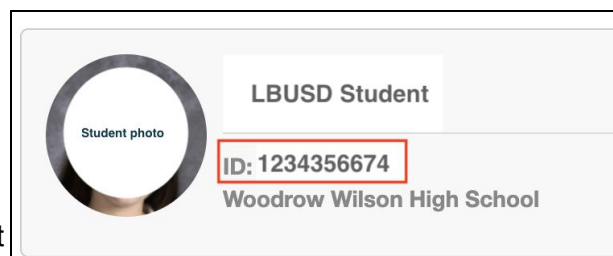 LBUSD Student
Student photo
ID: 1234356674
Woodrow Wilson High School
t